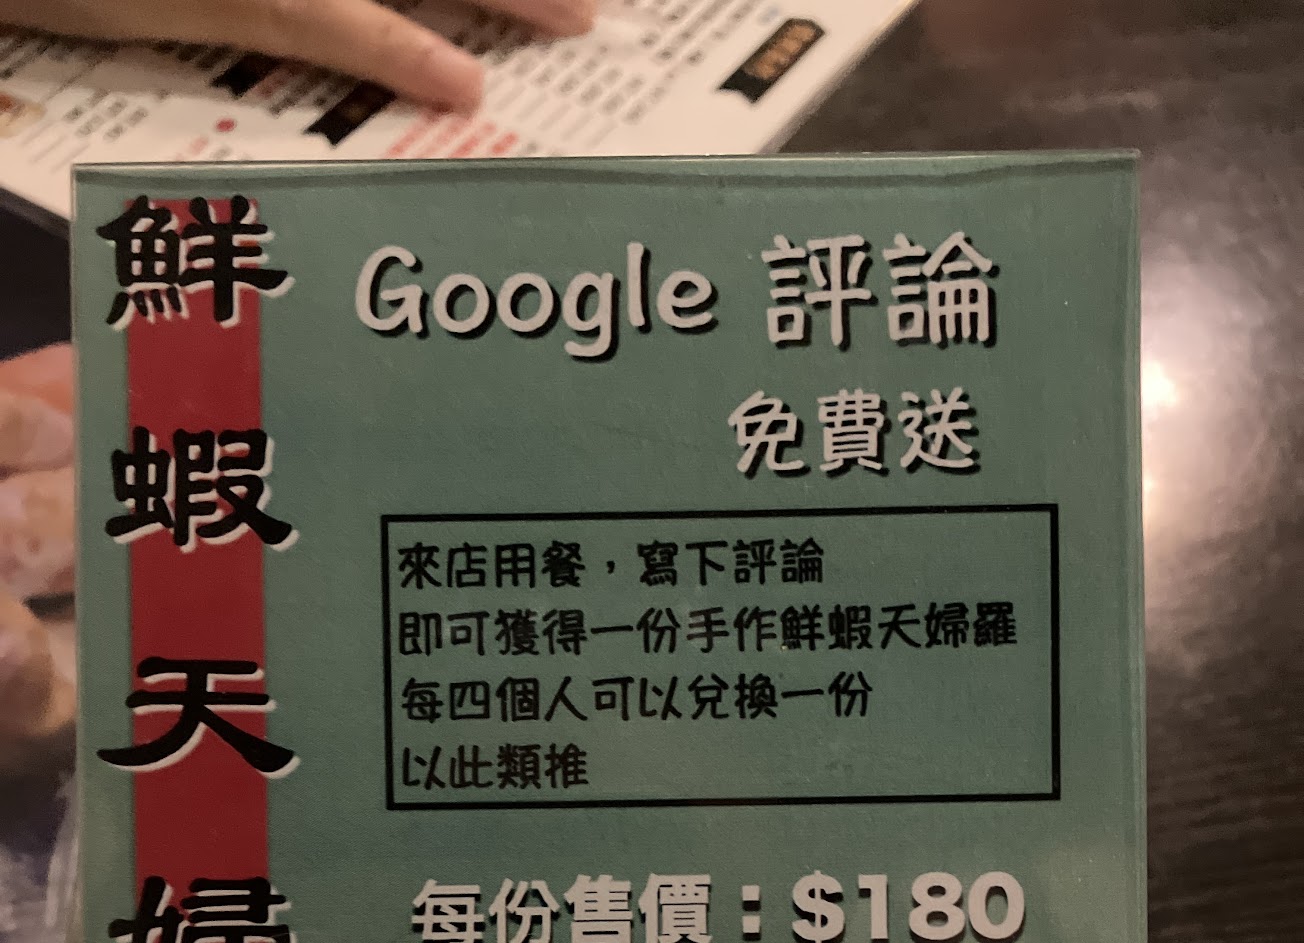 鮮蝦天婦
Google 評論
免費送
來店用餐，寫下評論
即可獲得一份手作鮮蝦天婦羅
每四個人可以兌換一份
以此類推
每份售價：$180